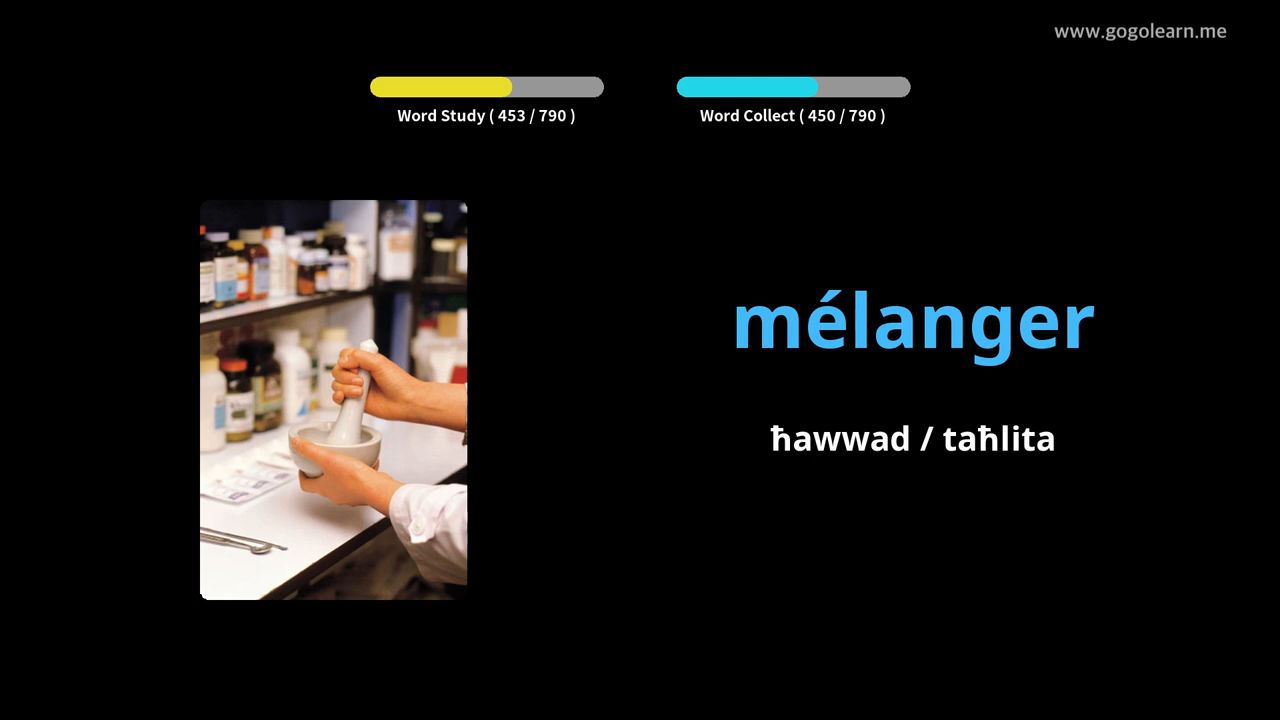 www.gogolearn.me
Word Study ( 453 / 790 )
Word Collect ( 450 / 790 )
mélanger
ħawwad / taħlita